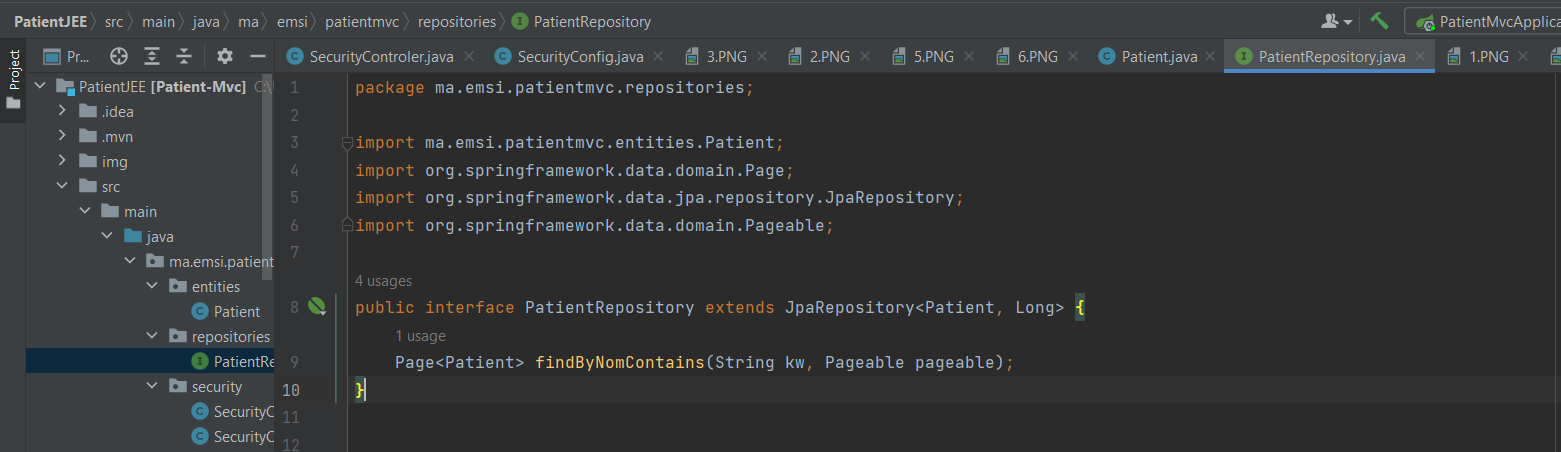 PatientJEE src main java ma emsi patientmvc repositories PatientRepository PatientMvcApplica
Project
Pr... SecurityControler.java SecurityConfig.java 3.PNG 2.PNG 5.PNG 6.PNG Patient.java PatientRepository.java 1.PNG
PatientJEE [Patient-Mvc]
.idea
.mvn
img
src
main
java
ma.emsi.patient
entities
Patient
repositories
PatientRe
security
SecurityC
SecurityC
1 package ma.emsi.patientmvc.repositories;
2
3 import ma.emsi.patientmvc.entities.Patient;
4 import org.springframework.data.domain.Page;
5 import org.springframework.data.jpa.repository.JpaRepository;
6 import org.springframework.data.domain.Pageable;
7
4 usages
8 public interface PatientRepository extends JpaRepository<Patient, Long> {
1 usage
9 Page<Patient> findByNomContains(String kw, Pageable pageable);
10 }
11
12